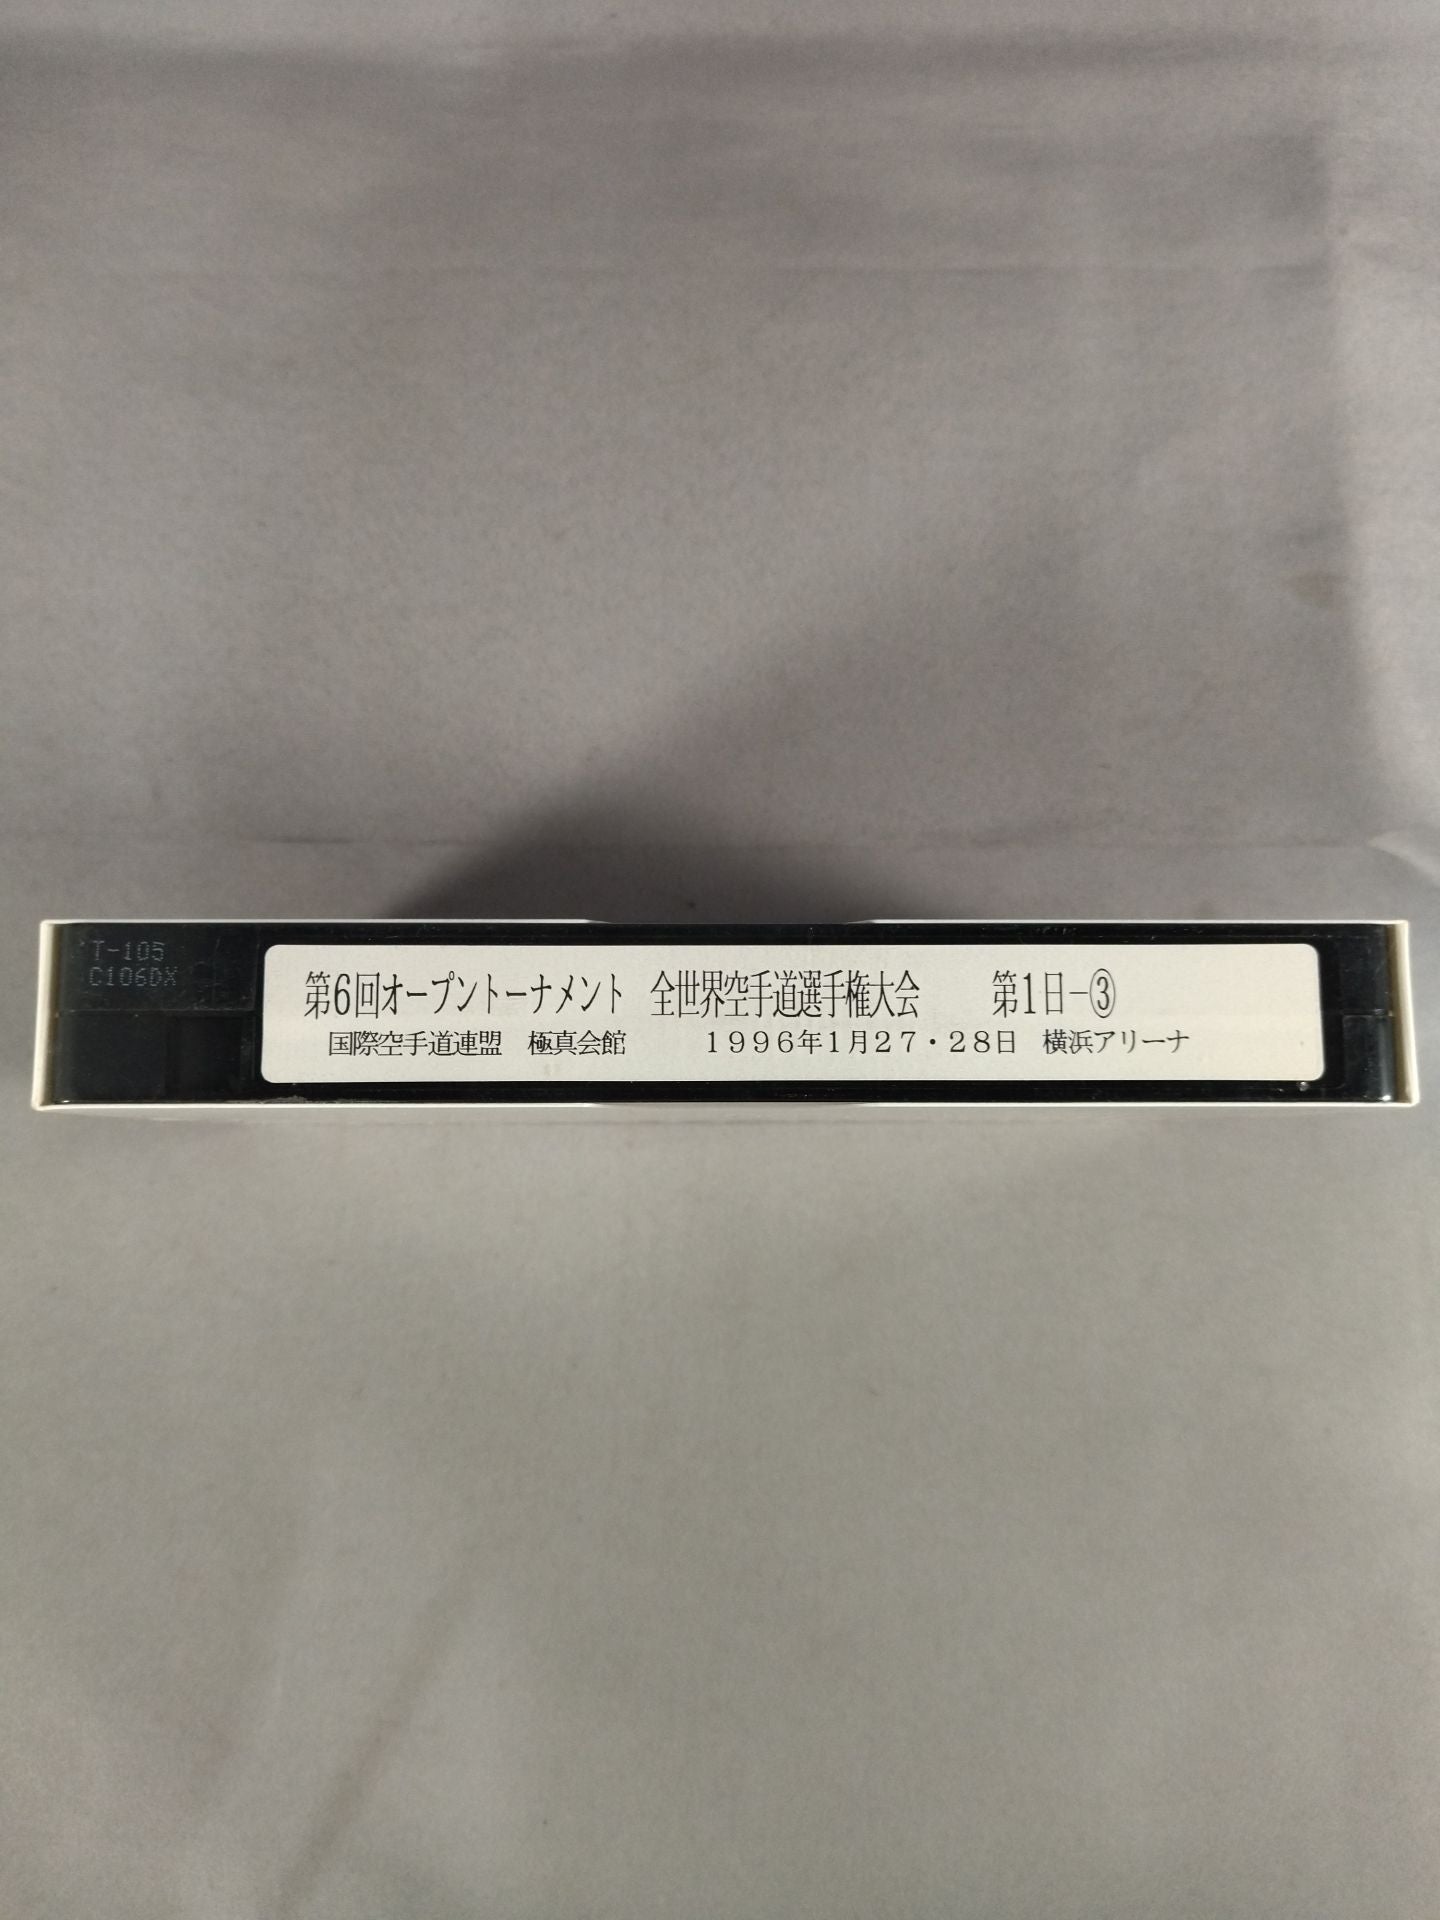 T-105
C106DX
第6回オープントーナメント 全世界空手道選手権大会 第1日－③
国際空手道連盟 極真会館 １９９６年１月２７・２８日 横浜アリーナ